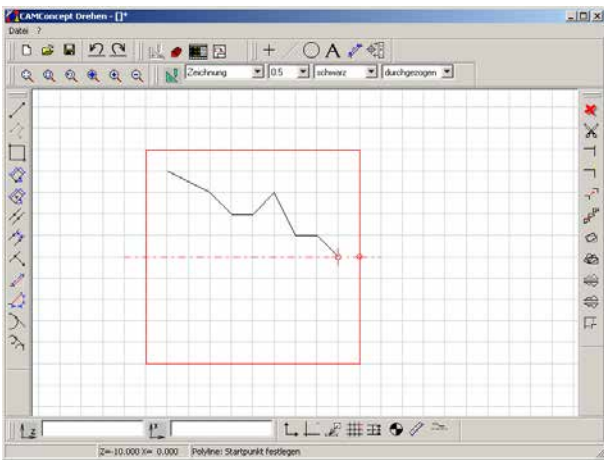 CAMConcept Drehen - []*
Datei ?
A
Zeichnung 0.5 schwarz durchgezogen
Z
Z=-10.000 X= 0.000 Polyline: Startpunkt festlegen